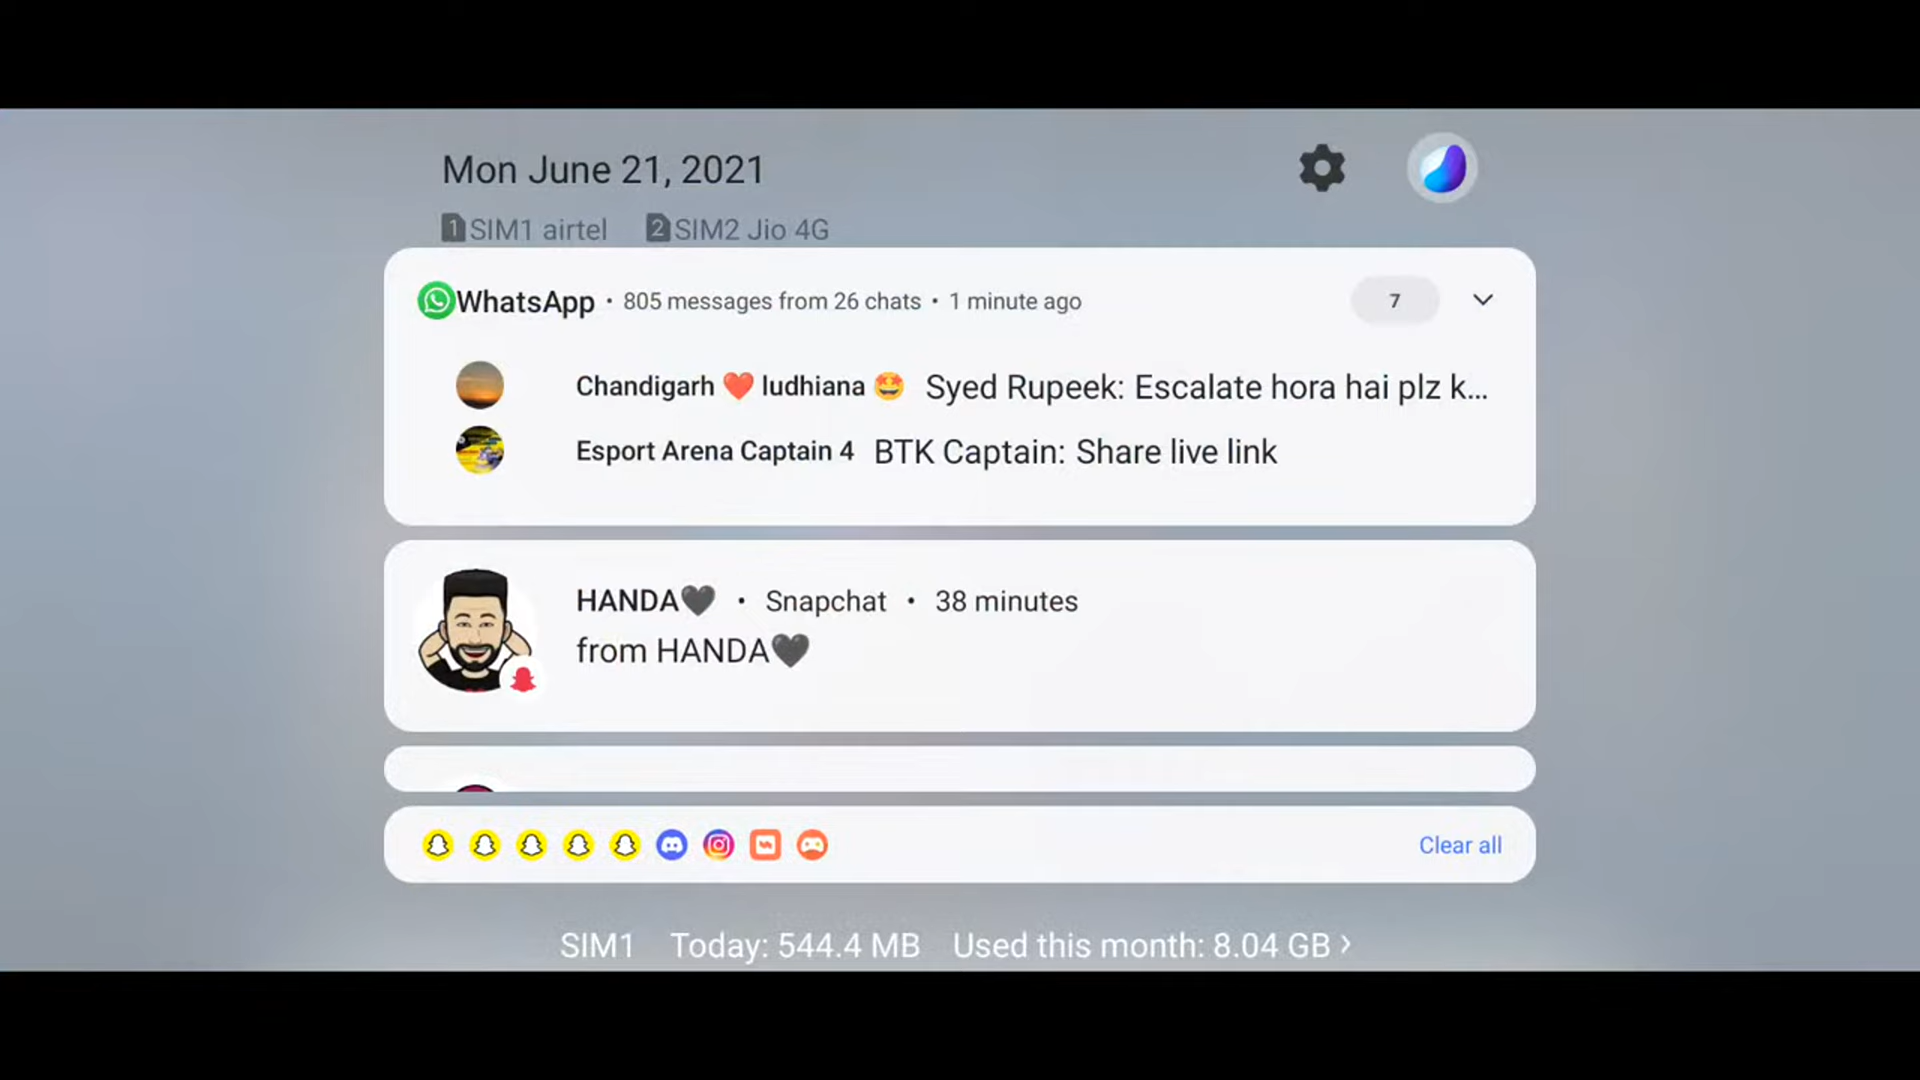 Mon June 21, 2021
1 SIM1 airtel 2 SIM2 Jio 4G
WhatsApp • 805 messages from 26 chats • 1 minute ago 7
Chandigarh ❤️ ludhiana 🤩 Syed Rupeek: Escalate hora hai plz k...
Esport Arena Captain 4 BTK Captain: Share live link
HANDA🖤 • Snapchat • 38 minutes
from HANDA🖤
Clear all
SIM1 Today: 544.4 MB Used this month: 8.04 GB >